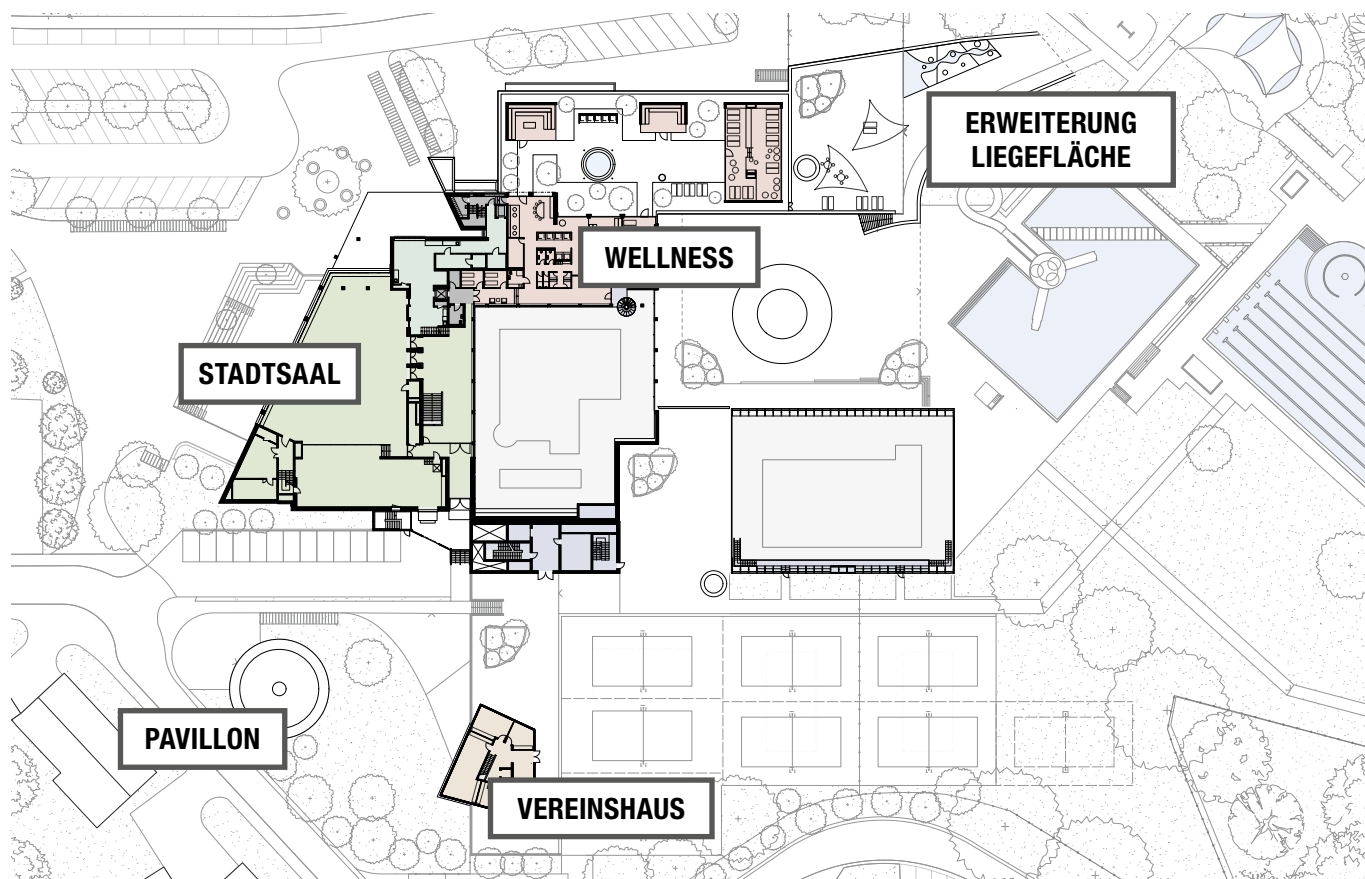 ERWEITERUNG
LIEGEFLÄCHE
WELLNESS
STADTSAAL
PAVILLON
VEREINSHAUS